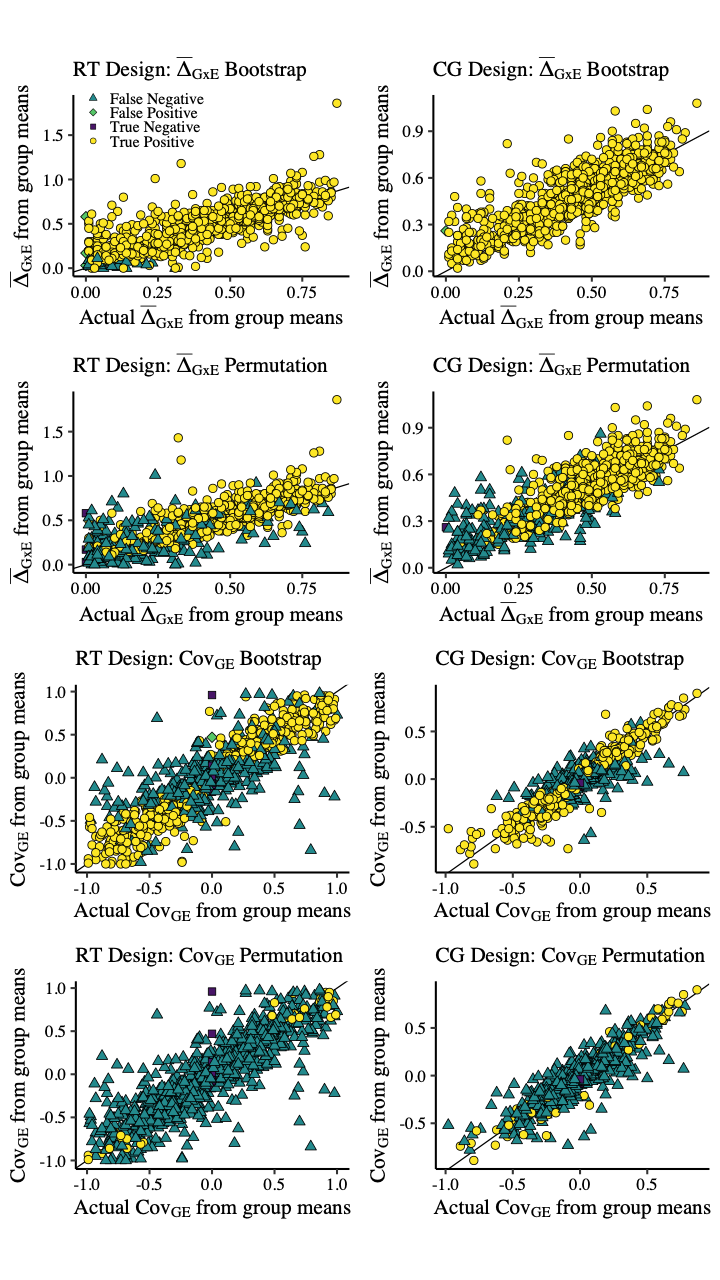 RT Design: Δ̅GxE Bootstrap
CG Design: Δ̅GxE Bootstrap
False Negative
False Positive
True Negative
True Positive
Δ̅GxE from group means
1.5
1.0
0.5
0.0
0.00 0.25 0.50 0.75
Actual Δ̅GxE from group means
Δ̅GxE from group means
0.9
0.6
0.3
0.0
0.00 0.25 0.50 0.75
Actual Δ̅GxE from group means
RT Design: Δ̅GxE Permutation
CG Design: Δ̅GxE Permutation
Δ̅GxE from group means
1.5
1.0
0.5
0.0
0.00 0.25 0.50 0.75
Actual Δ̅GxE from group means
Δ̅GxE from group means
0.9
0.6
0.3
0.0
0.00 0.25 0.50 0.75
Actual Δ̅GxE from group means
RT Design: CovGE Bootstrap
CG Design: CovGE Bootstrap
CovGE from group means
1.0
0.5
0.0
-0.5
-1.0
-1.0 -0.5 0.0 0.5 1.0
Actual CovGE from group means
CovGE from group means
0.5
0.0
-0.5
-1.0 -0.5 0.0 0.5
Actual CovGE from group means
RT Design: CovGE Permutation
CG Design: CovGE Permutation
CovGE from group means
1.0
0.5
0.0
-0.5
-1.0
-1.0 -0.5 0.0 0.5 1.0
Actual CovGE from group means
CovGE from group means
0.5
0.0
-0.5
-1.0 -0.5 0.0 0.5
Actual CovGE from group means